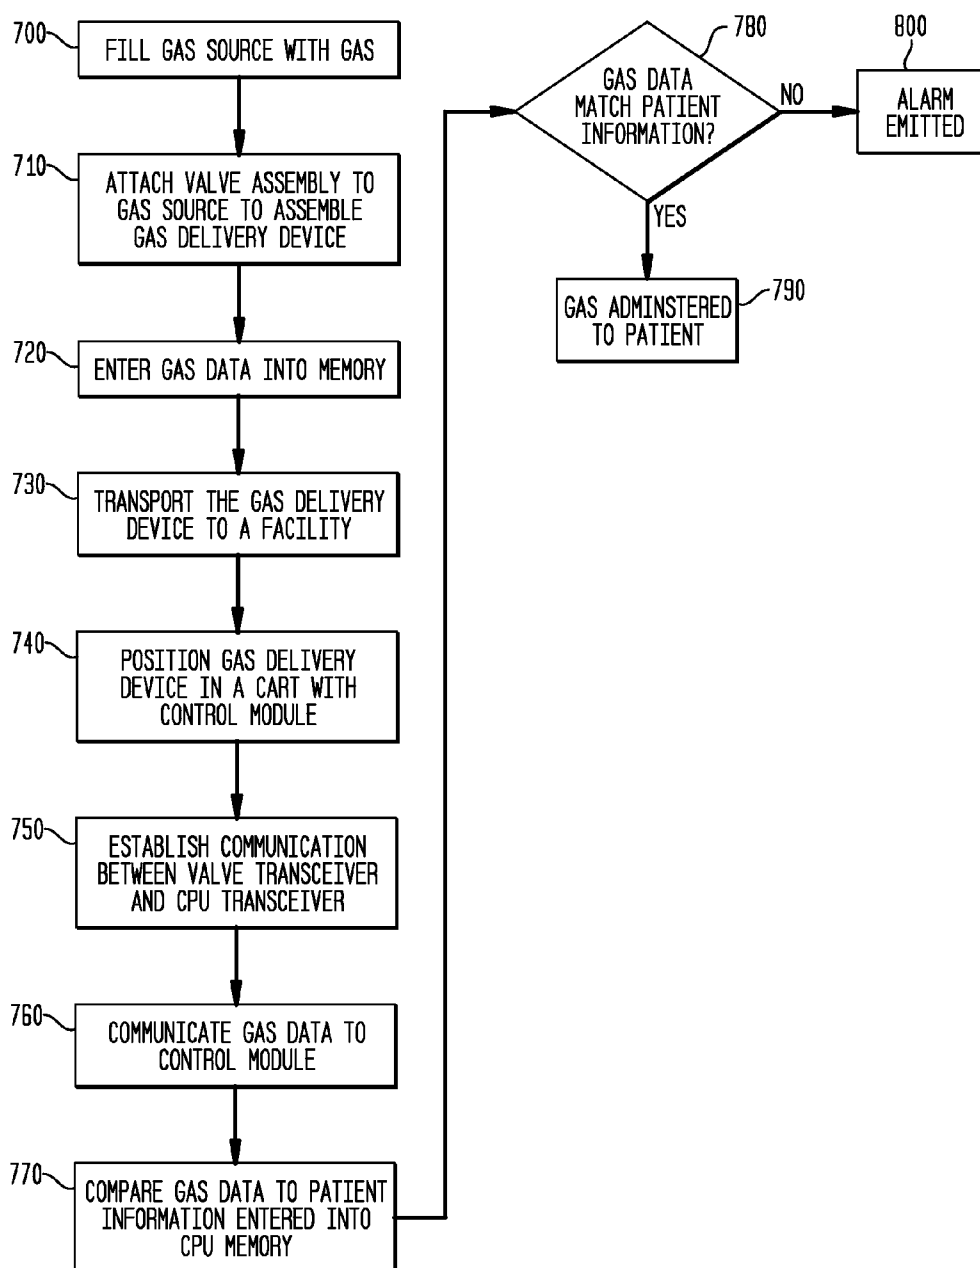 700
FILL GAS SOURCE WITH GAS
710
ATTACH VALVE ASSEMBLY TO
GAS SOURCE TO ASSEMBLE
GAS DELIVERY DEVICE
720
ENTER GAS DATA INTO MEMORY
730
TRANSPORT THE GAS DELIVERY
DEVICE TO A FACILITY
740
POSITION GAS DELIVERY
DEVICE IN A CART WITH
CONTROL MODULE
750
ESTABLISH COMMUNICATION
BETWEEN VALVE TRANSCEIVER
AND CPU TRANSCEIVER
760
COMMUNICATE GAS DATA TO
CONTROL MODULE
770
COMPARE GAS DATA TO PATIENT
INFORMATION ENTERED INTO
CPU MEMORY
780
GAS DATA
MATCH PATIENT
INFORMATION?
NO
YES
790
GAS ADMINSTERED
TO PATIENT
800
ALARM
EMITTED